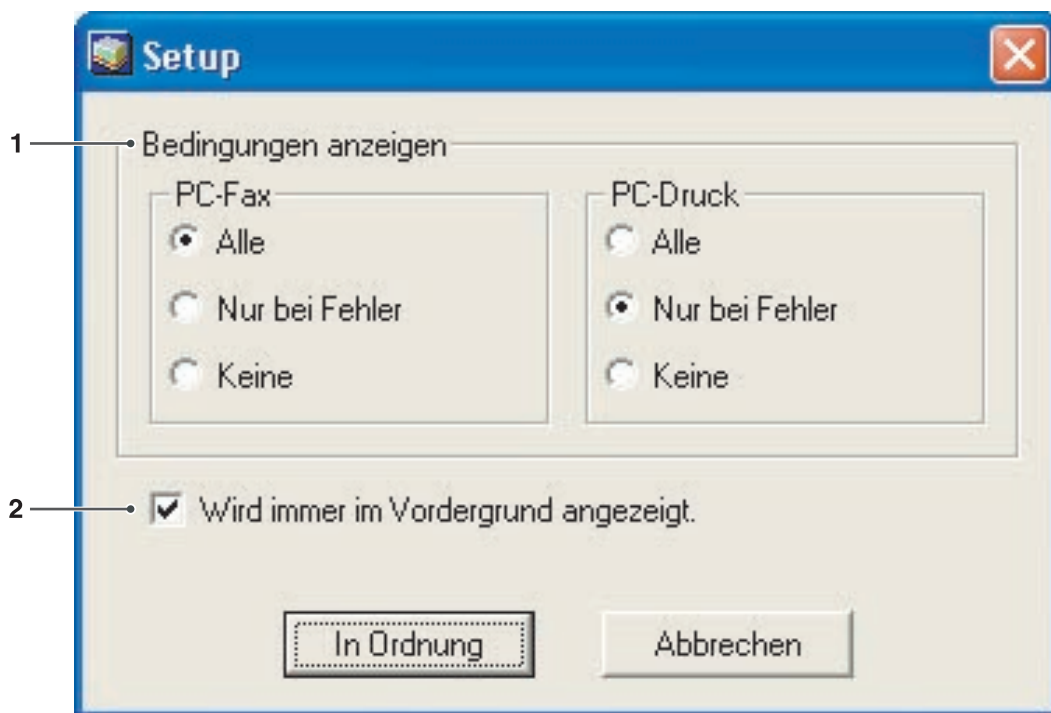 Setup
1 Bedingungen anzeigen
PC-Fax
Alle
Nur bei Fehler
Keine
PC-Druck
Alle
Nur bei Fehler
Keine
2 Wird immer im Vordergrund angezeigt.
In Ordnung Abbrechen